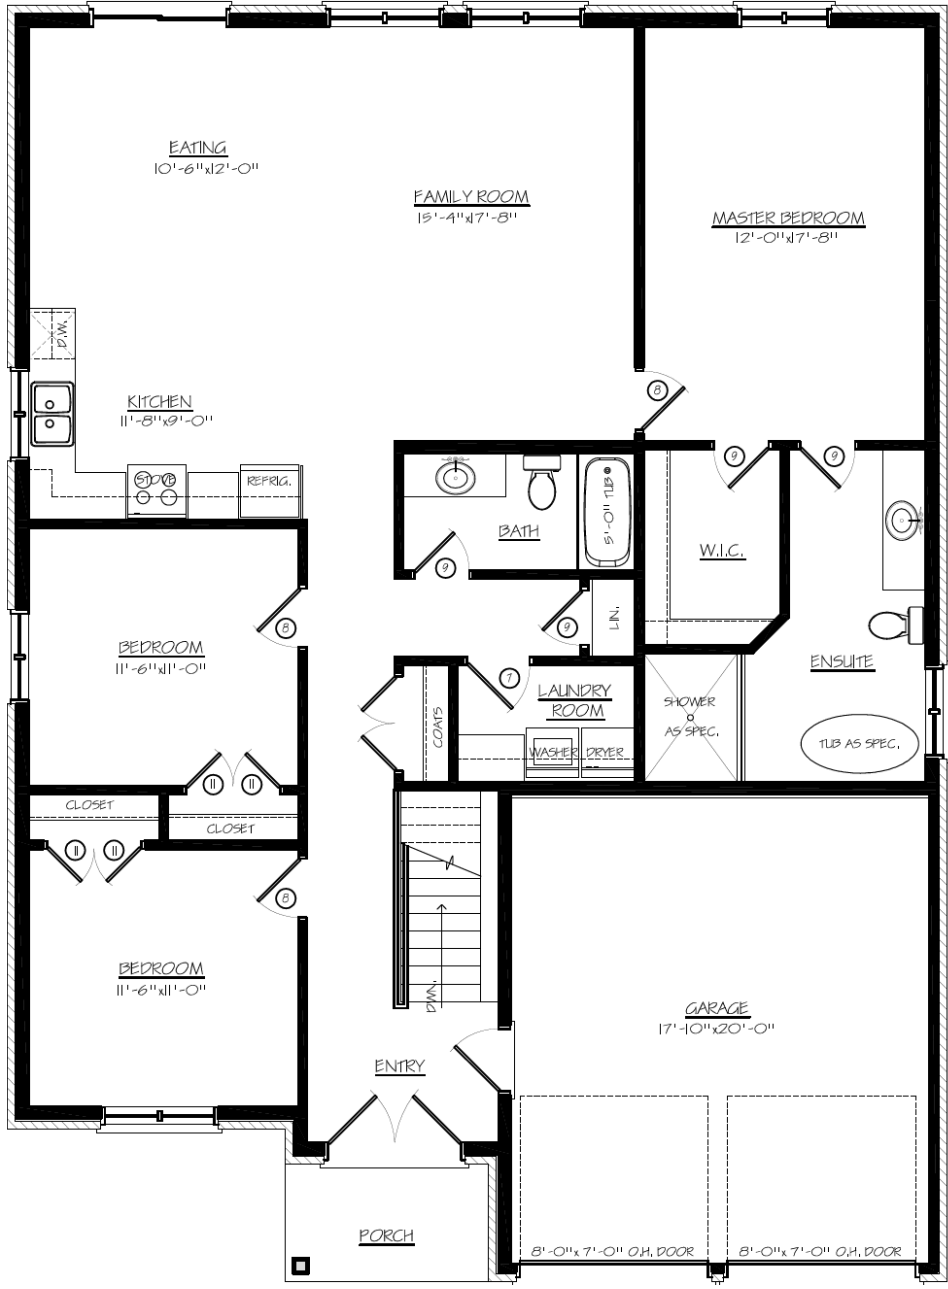 EATING
10'-6"x12'-0"
FAMILY ROOM
15'-4"x17'-8"
MASTER BEDROOM
12'-0"x17'-8"
D.W.
KITCHEN
11'-8"x9'-0"
8
9
9
STOVE
REFRIG.
BATH
5'-0" TUB
9
W.I.C.
8
9
LIN.
BEDROOM
11'-6"x11'-0"
ENSUITE
7
LAUNDRY
ROOM
COATS
SHOWER
AS SPEC.
WASHER
DRYER
TUB AS SPEC.
11
11
CLOSET
CLOSET
11
11
8
BEDROOM
11'-6"x11'-0"
DWN.
GARAGE
17'-10"x20'-0"
ENTRY
PORCH
8'-0"x 7'-0" O.H. DOOR
8'-0"x 7'-0" O.H. DOOR